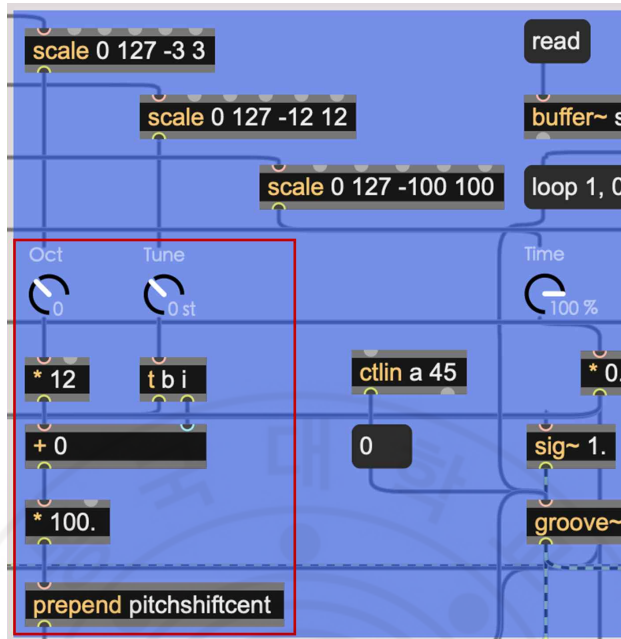 scale 0 127 -3 3
read
scale 0 127 -12 12
buffer~ s
scale 0 127 -100 100
loop 1, 0
Oct
Tune
Time
0
0 st
100 %
* 12
t b i
ctlin a 45
* 0.
+ 0
0
sig~ 1.
* 100.
groove~
prepend pitchshiftcent